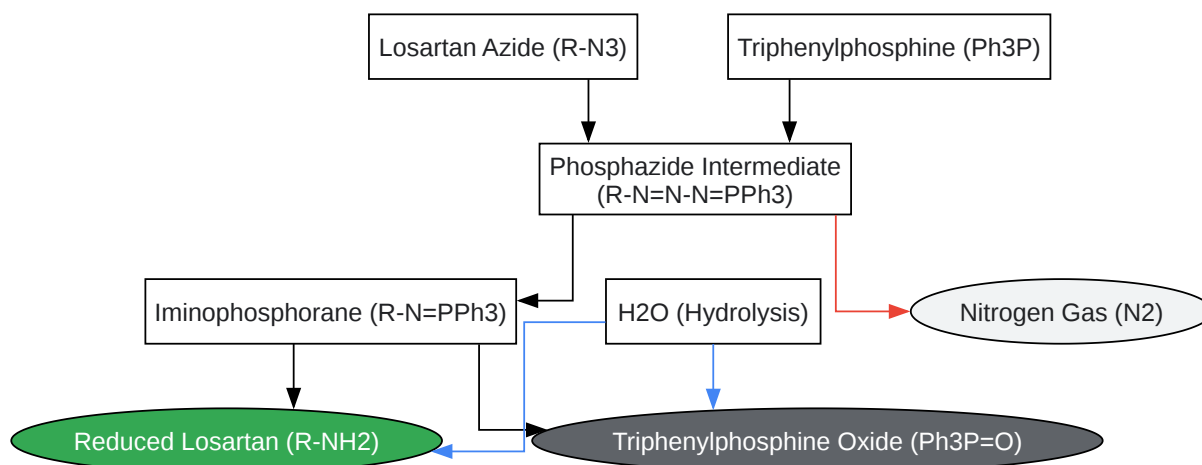 Losartan Azide (R-N3)
Triphenylphosphine (Ph3P)
Phosphazide Intermediate
(R-N=N-N=PPh3)
Iminophosphorane (R-N=PPh3)
H2O (Hydrolysis)
Nitrogen Gas (N2)
Reduced Losartan (R-NH2)
Triphenylphosphine Oxide (Ph3P=O)